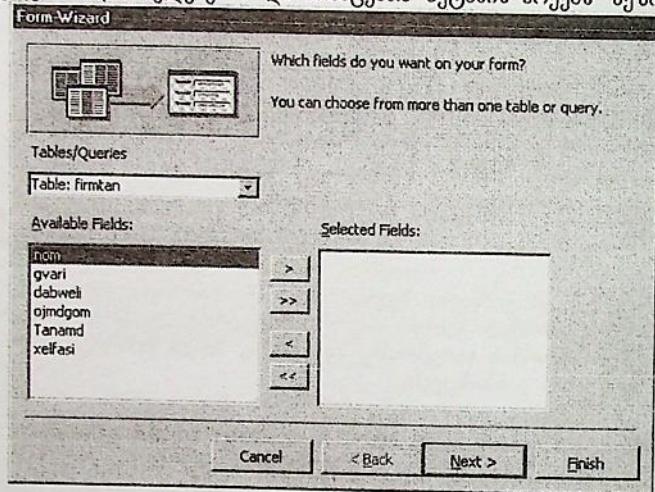 Form Wizard
Which fields do you want on your form?
You can choose from more than one table or query.
Tables/Queries
Table: firmtan
Available Fields:
Selected Fields:
nom
gvari
dabweli
ojmdgom
Tanamd
xelfasi
>
>>
<
<<
Cancel
< Back
Next >
Finish